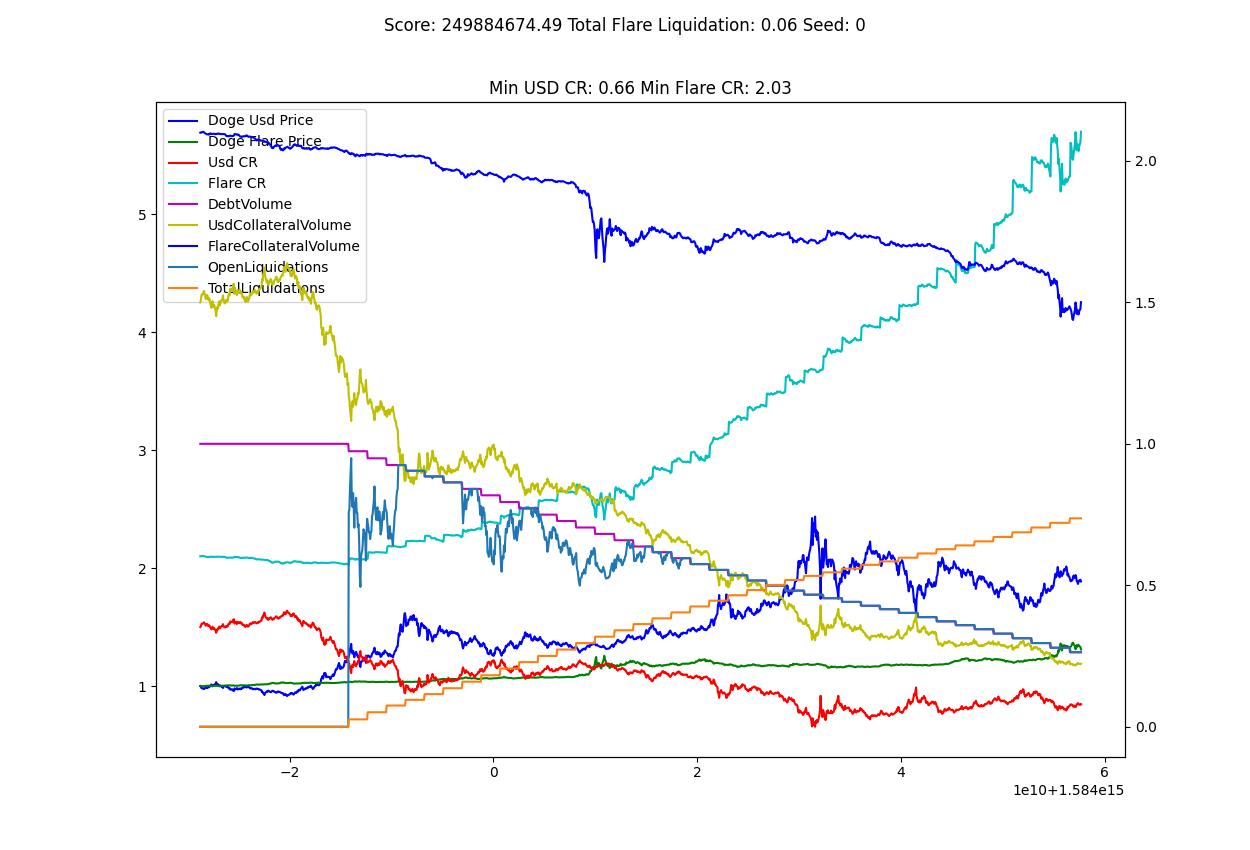 Score: 249884674.49 Total Flare Liquidation: 0.06 Seed: 0
Min USD CR: 0.66 Min Flare CR: 2.03
Doge Usd Price
Doge Flare Price
Usd CR
Flare CR
DebtVolume
UsdCollateralVolume
FlareCollateralVolume
OpenLiquidations
TotalLiquidations
5
4
3
2
1
2.0
1.5
1.0
0.5
0.0
−2
0
2
4
6
1e10+1.584e15